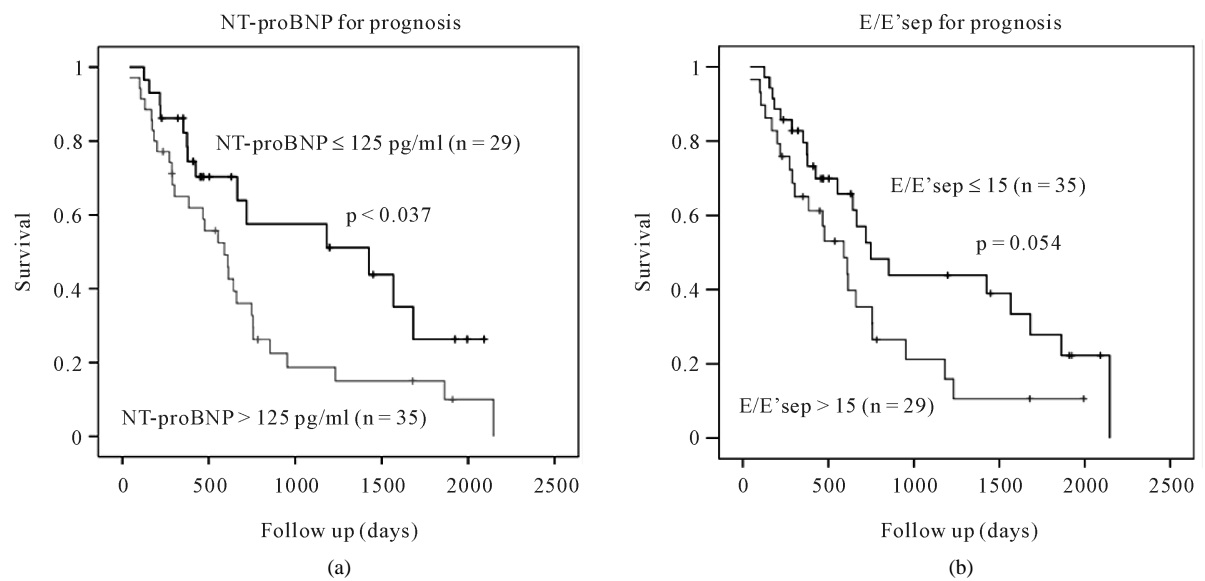 NT-proBNP for prognosis
1
0.8
0.6
0.4
0.2
0
Survival
NT-proBNP ≤ 125 pg/ml (n = 29)
p < 0.037
NT-proBNP > 125 pg/ml (n = 35)
0 500 1000 1500 2000 2500
Follow up (days)
(a)
E/E’sep for prognosis
1
0.8
0.6
0.4
0.2
0
Survival
E/E’sep ≤ 15 (n = 35)
p = 0.054
E/E’sep > 15 (n = 29)
0 500 1000 1500 2000 2500
Follow up (days)
(b)